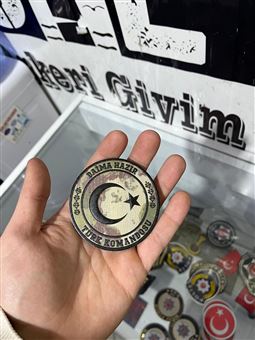 keri Giyim
DAİMA HAZIR
TÜRK KOMANDOSU